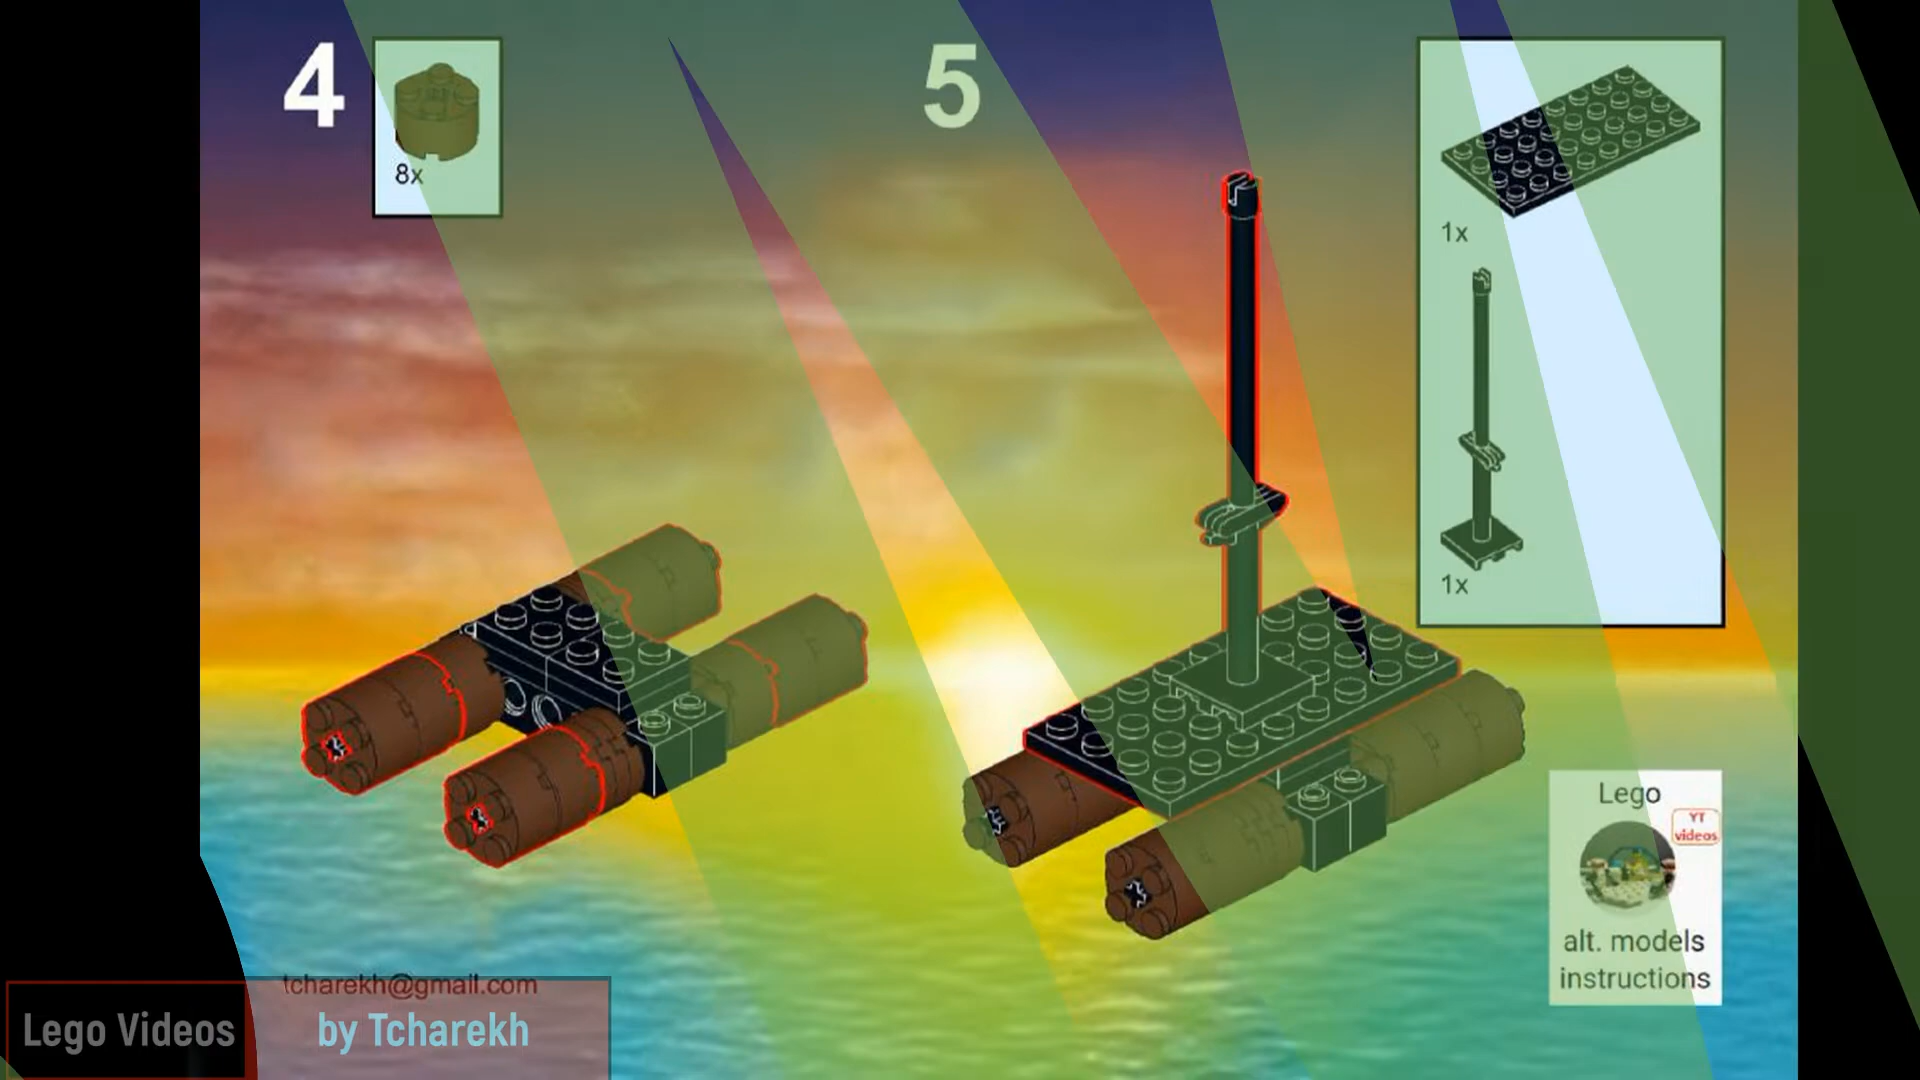 4
8x
5
1x
1x
Lego
YT
videos
alt. models
instructions
tcharekh@gmail.com
Lego Videos
by Tcharekh